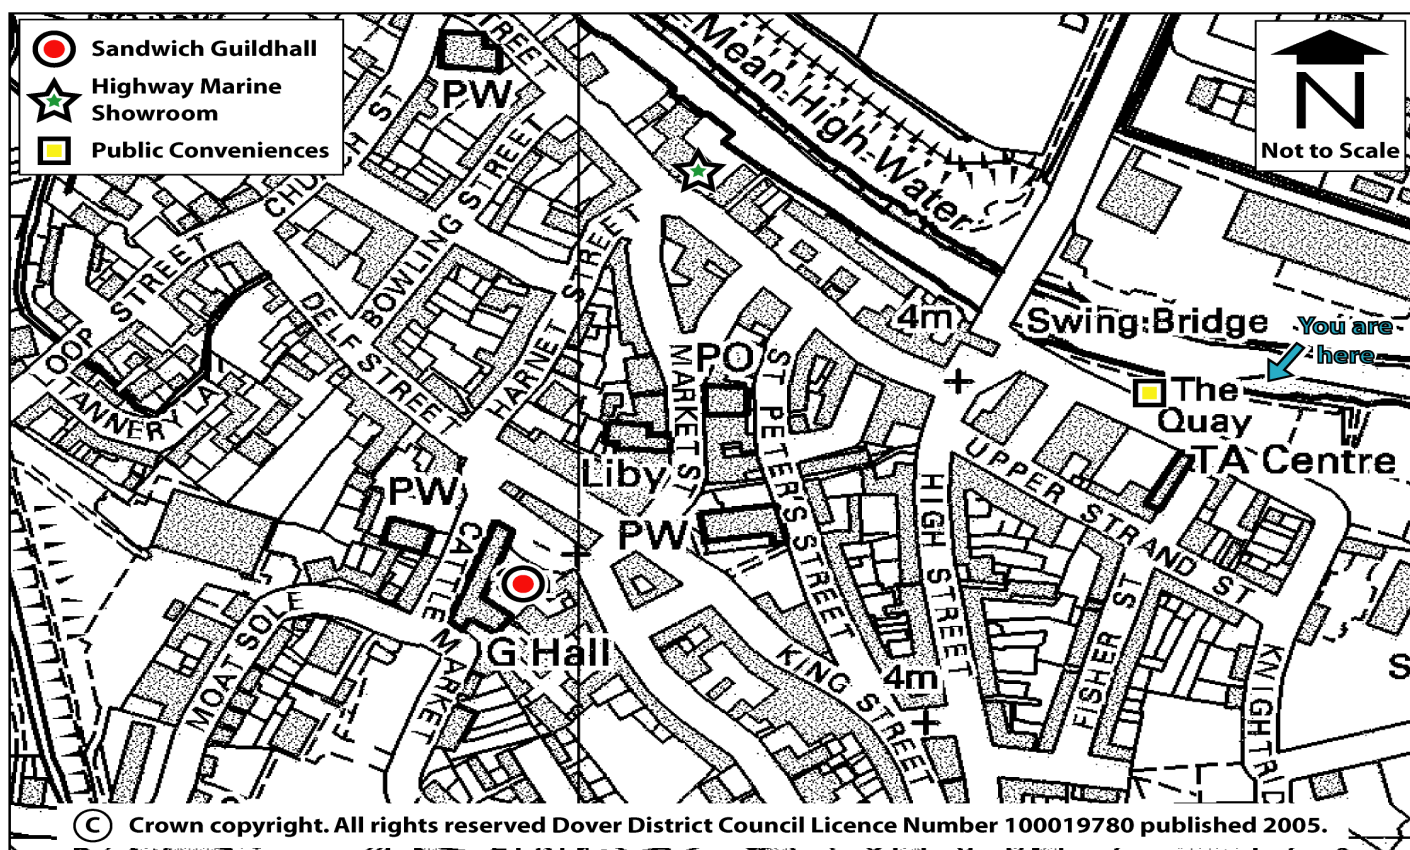 Sandwich Guildhall
Highway Marine
Showroom
Public Conveniences
N
Not to Scale
STREET
PW
CH ST
BOWLING STREET
STREET
DELF STREET
HARNET STREET
TANNERY LA
Mean High Water
4m
Swing Bridge
You are
here
The
Quay
TA Centre
PO
MARKET ST
ST PETER'S STREET
Liby
PW
PW
CATTLE MARKET
G Hall
MOAT SOLE
HIGH STREET
UPPER STRAND ST
FISHER ST
KING STREET
4m
KNIGHTRID
S
© Crown copyright. All rights reserved Dover District Council Licence Number 100019780 published 2005.